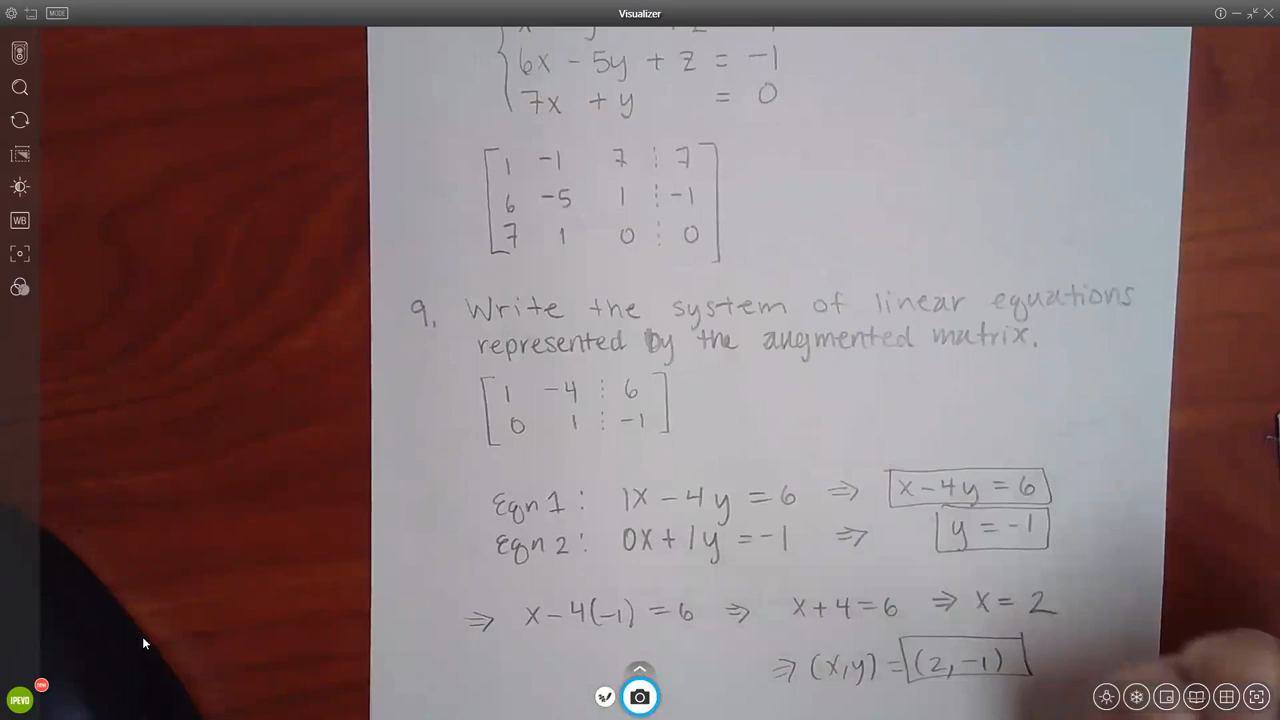 MODE
Visualizer
6x - 5y + z = -1
7x + y = 0
1 -1 7 ⋮ 7
6 -5 1 ⋮ -1
7 1 0 ⋮ 0
9. Write the system of linear equations
represented by the augmented matrix.
1 -4 ⋮ 6
0 1 ⋮ -1
Eqn 1: 1x - 4y = 6 ⇒ x - 4y = 6
Eqn 2: 0x + 1y = -1 ⇒ y = -1
⇒ x - 4(-1) = 6 ⇒ x + 4 = 6 ⇒ x = 2
⇒ (x,y) = (2, -1)
IPEVO
new